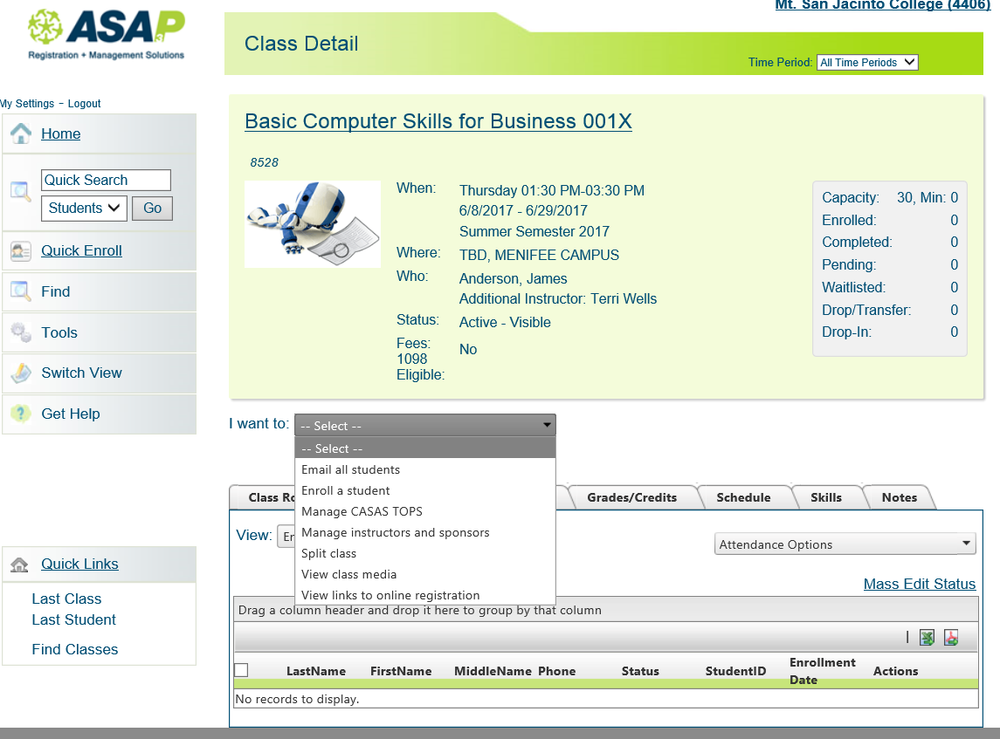 Mt. San Jacinto College (4406)
ASAP
Registration + Management Solutions
Class Detail
Time Period: All Time Periods
My Settings - Logout
Home
Quick Search
Students Go
Quick Enroll
Find
Tools
Switch View
Get Help
Quick Links
Last Class
Last Student
Find Classes
Basic Computer Skills for Business 001X
8528
When: Thursday 01:30 PM-03:30 PM
6/8/2017 - 6/29/2017
Summer Semester 2017
Where: TBD, MENIFEE CAMPUS
Who: Anderson, James
Additional Instructor: Terri Wells
Status: Active - Visible
Fees:
1098 No
Eligible:
Capacity: 30, Min: 0
Enrolled: 0
Completed: 0
Pending: 0
Waitlisted: 0
Drop/Transfer: 0
Drop-In: 0
I want to: -- Select --
-- Select --
Email all students
Enroll a student
Manage CASAS TOPS
Manage instructors and sponsors
Split class
View class media
View links to online registration
Class Ro Grades/Credits Schedule Skills Notes
View: En
Attendance Options
Mass Edit Status
Drag a column header and drop it here to group by that column
LastName FirstName MiddleName Phone Status StudentID Enrollment Date Actions
No records to display.